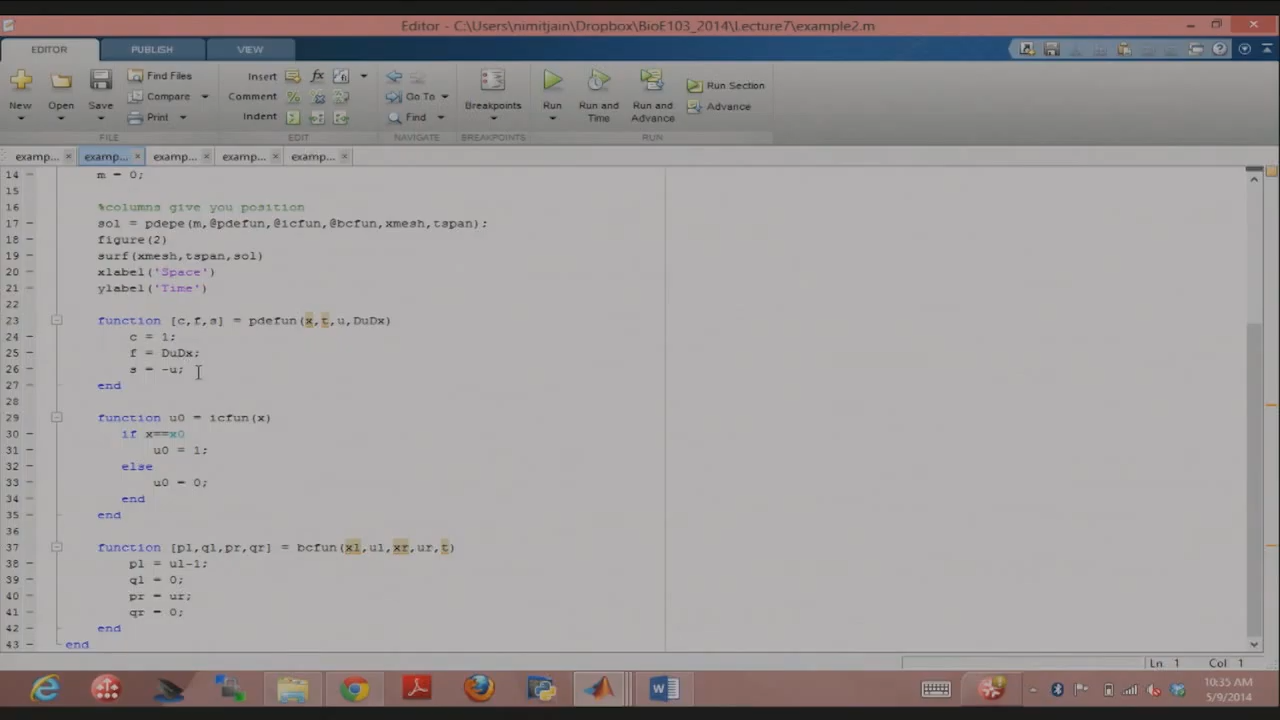 Editor - C:\Users\nimitjain\Dropbox\BioE103_2014\Lecture7\example2.m
EDITOR PUBLISH VIEW
New Open Save Find Files Compare Print
Insert Comment Indent
Go To Find
Breakpoints
Run Run and Time Run and Advance Run Section Advance
FILE EDIT NAVIGATE BREAKPOINTS RUN
examp... examp... examp... examp... examp...
14 m = 0;
15
16 %columns give you position
17 sol = pdepe(m,@pdefun,@icfun,@bcfun,xmesh,tspan);
18 figure(2)
19 surf(xmesh,tspan,sol)
20 xlabel('Space')
21 ylabel('Time')
22
23 function [c,f,s] = pdefun(x,t,u,DuDx)
24 c = 1;
25 f = DuDx;
26 s = -u;
27 end
28
29 function u0 = icfun(x)
30 if x==x0
31 u0 = 1;
32 else
33 u0 = 0;
34 end
35 end
36
37 function [pl,ql,pr,qr] = bcfun(xl,ul,xr,ur,t)
38 pl = ul-1;
39 ql = 0;
40 pr = ur;
41 qr = 0;
42 end
43 end
Ln 1 Col 1
10:35 AM
5/9/2014